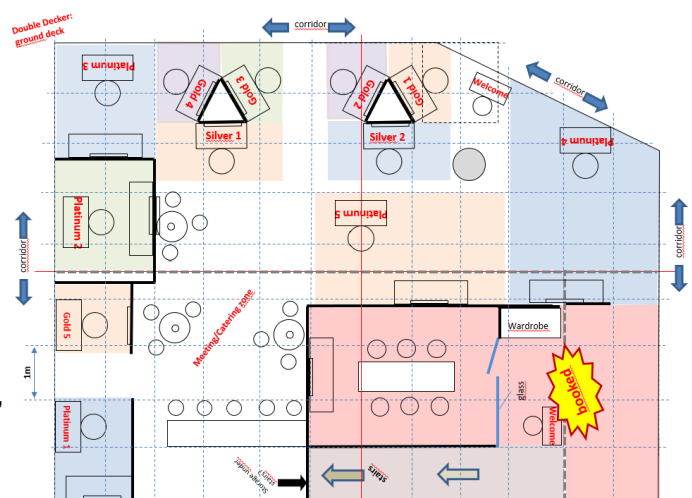 Double Decker:
ground deck
corridor
corridor
Platinum 3
Gold 4
Gold 3
Gold 2
Gold 1
Welcome
Silver 1
Silver 2
Platinum 4
Platinum 2
Platinum 5
corridor
corridor
Gold 5
Meeting/Catering zone
Wardrobe
1m
booked
glass
Platinum 1
Welcome
Storage under
stairs?
stairs